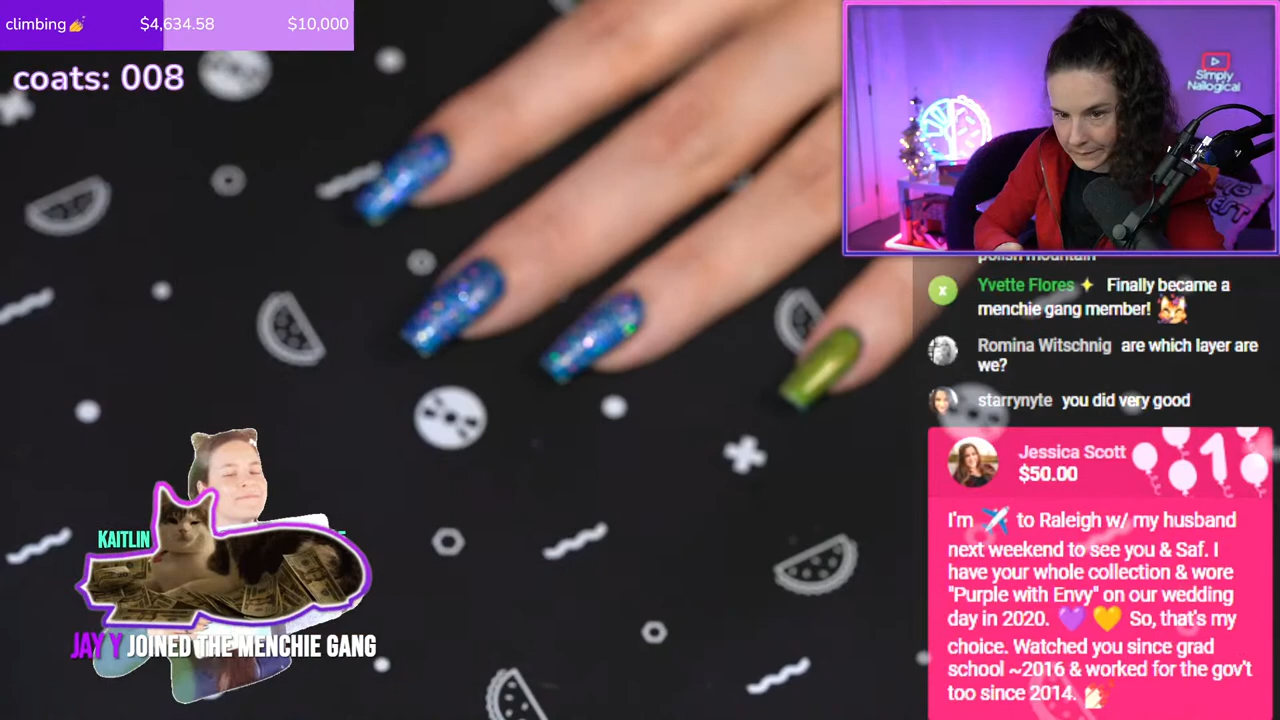 climbing💅 $4,634.58 $10,000
coats: 008
Simply
Nailogical
polish mountain
Yvette Flores ✦ Finally became a
menchie gang member!
Romina Witschnig are which layer are
we?
starrynyte you did very good
Jessica Scott
$50.00
I'm ✈️ to Raleigh w/ my husband
next weekend to see you & Saf. I
have your whole collection & wore
"Purple with Envy" on our wedding
day in 2020. 💜 💛 So, that's my
choice. Watched you since grad
school ~2016 & worked for the gov't
too since 2014.
KAITLIN
JAY Y JOINED THE MENCHIE GANG